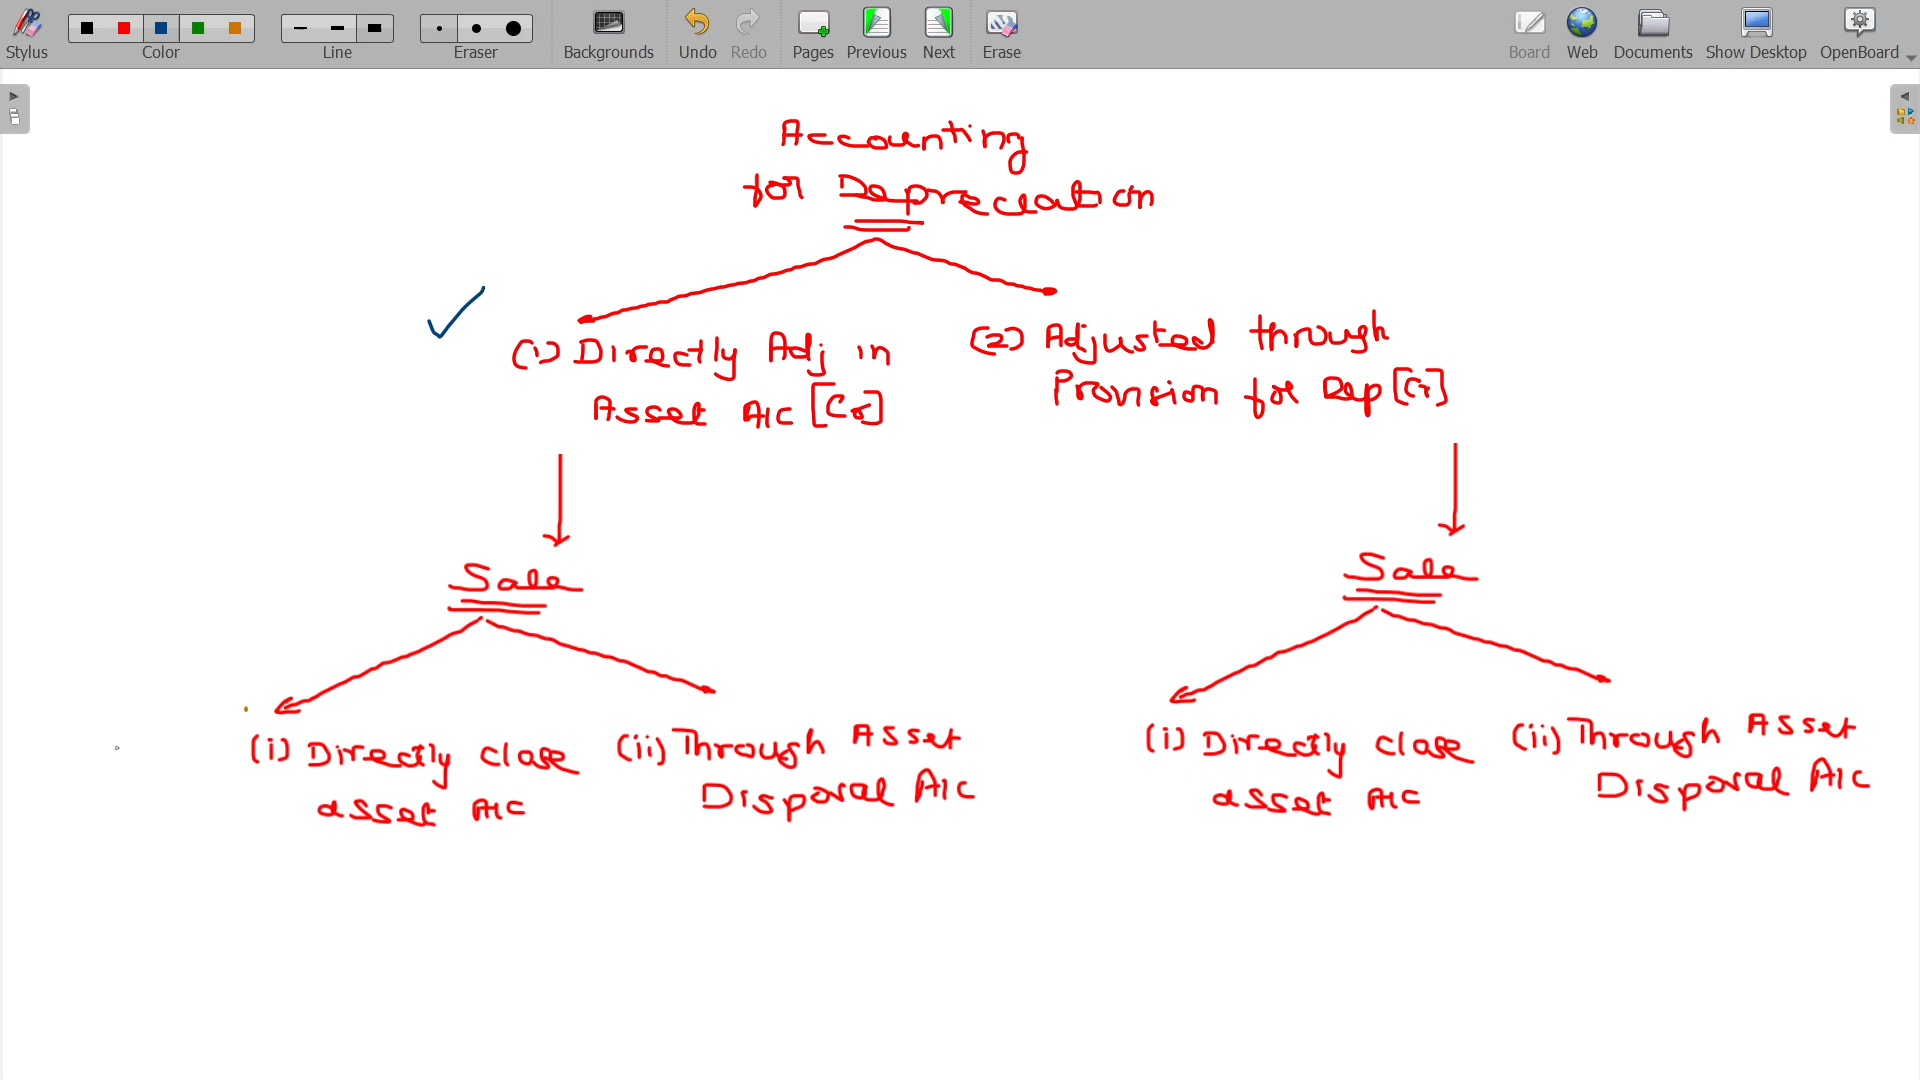 Stylus Color Line Eraser Backgrounds Undo Redo Pages Previous Next Erase Board Web Documents Show Desktop OpenBoard
Accounting
for Depreciation
(1) Directly Adj in
Asset A/c [Cr]
(2) Adjusted through
Provision for Dep [Cr]
Sale
Sale
(i) Directly close
asset A/c
(ii) Through Asset
Disposal A/c
(i) Directly close
asset A/c
(ii) Through Asset
Disposal A/c